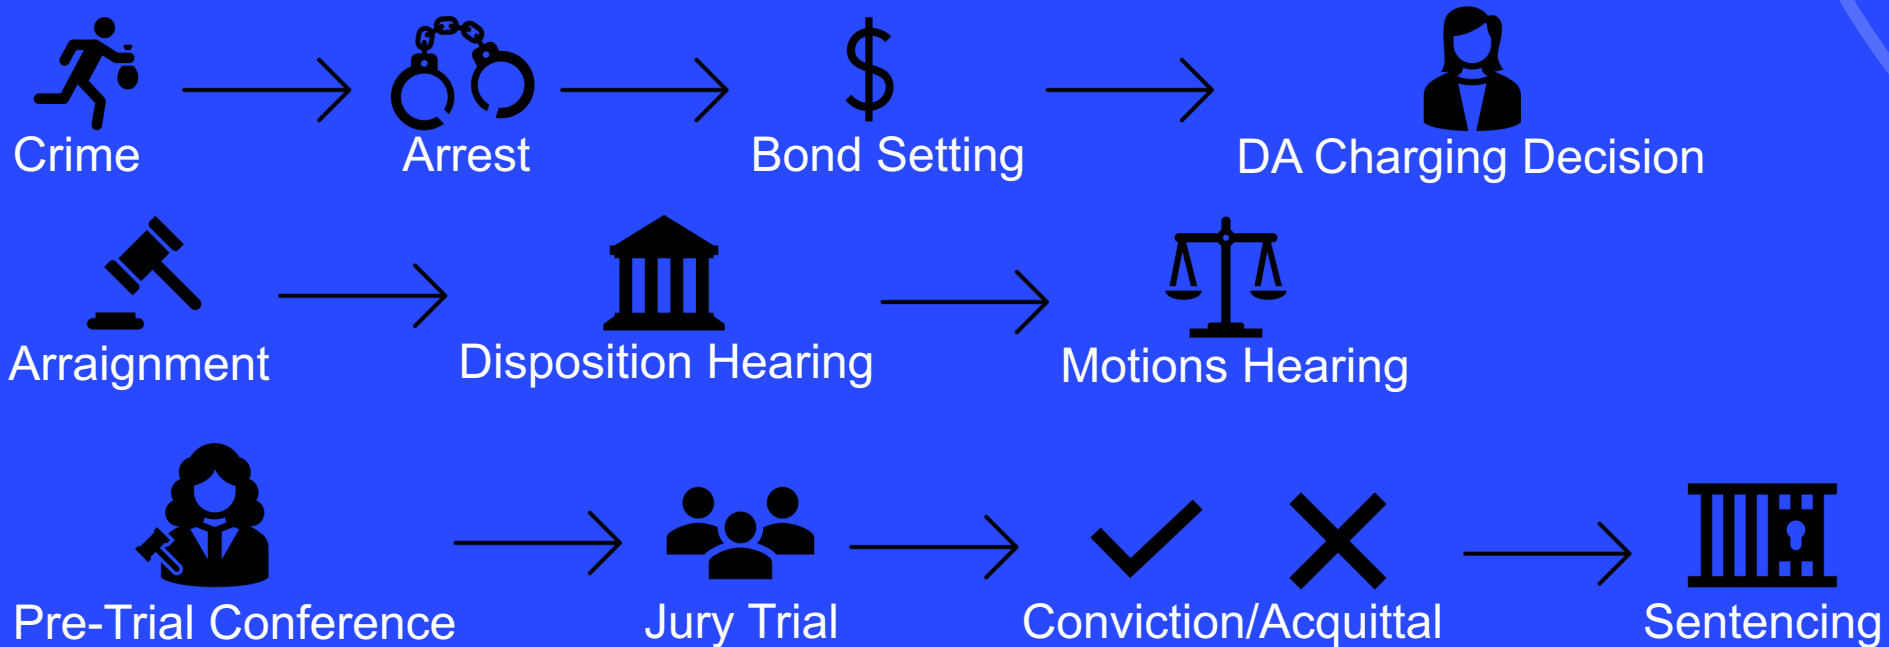 Crime
Arrest
Bond Setting
DA Charging Decision
Arraignment
Disposition Hearing
Motions Hearing
Pre-Trial Conference
Jury Trial
Conviction/Acquittal
Sentencing